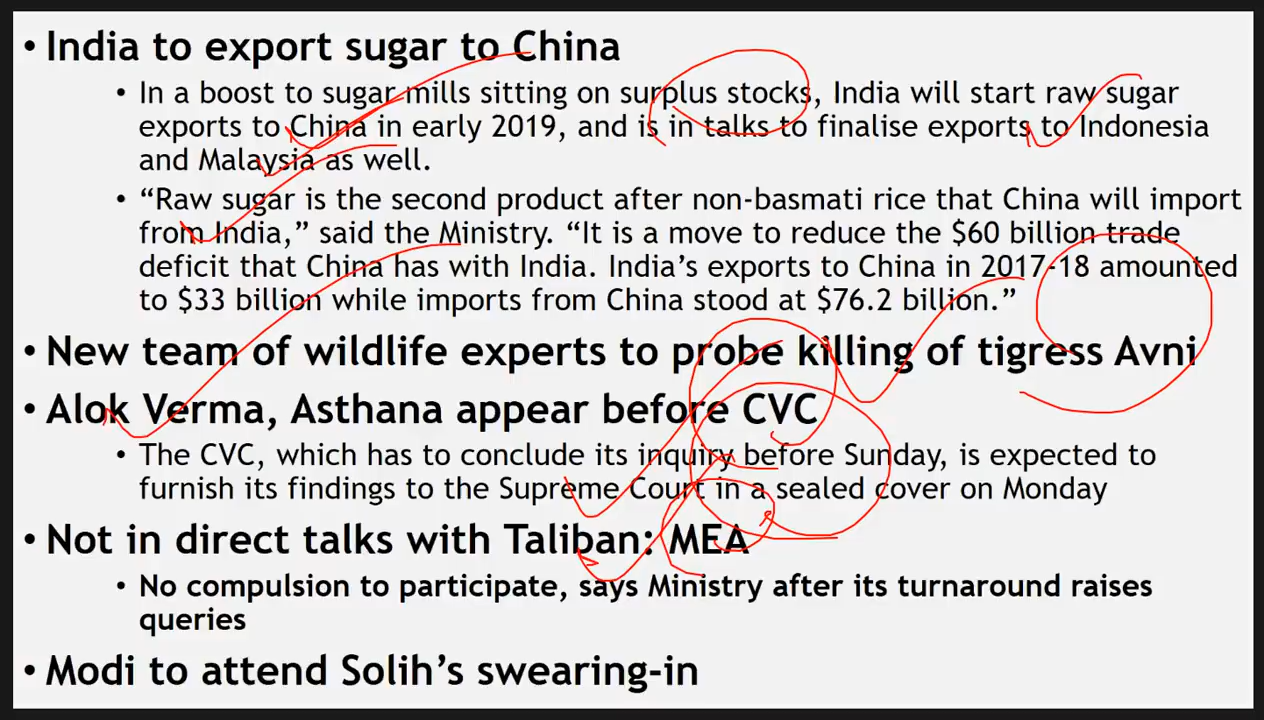 • India to export sugar to China
• In a boost to sugar mills sitting on surplus stocks, India will start raw sugar
exports to China in early 2019, and is in talks to finalise exports to Indonesia
and Malaysia as well.
• “Raw sugar is the second product after non-basmati rice that China will import
from India,” said the Ministry. “It is a move to reduce the $60 billion trade
deficit that China has with India. India’s exports to China in 2017-18 amounted
to $33 billion while imports from China stood at $76.2 billion.”
• New team of wildlife experts to probe killing of tigress Avni
• Alok Verma, Asthana appear before CVC
• The CVC, which has to conclude its inquiry before Sunday, is expected to
furnish its findings to the Supreme Court in a sealed cover on Monday
• Not in direct talks with Taliban: MEA
• No compulsion to participate, says Ministry after its turnaround raises
queries
• Modi to attend Solih’s swearing-in